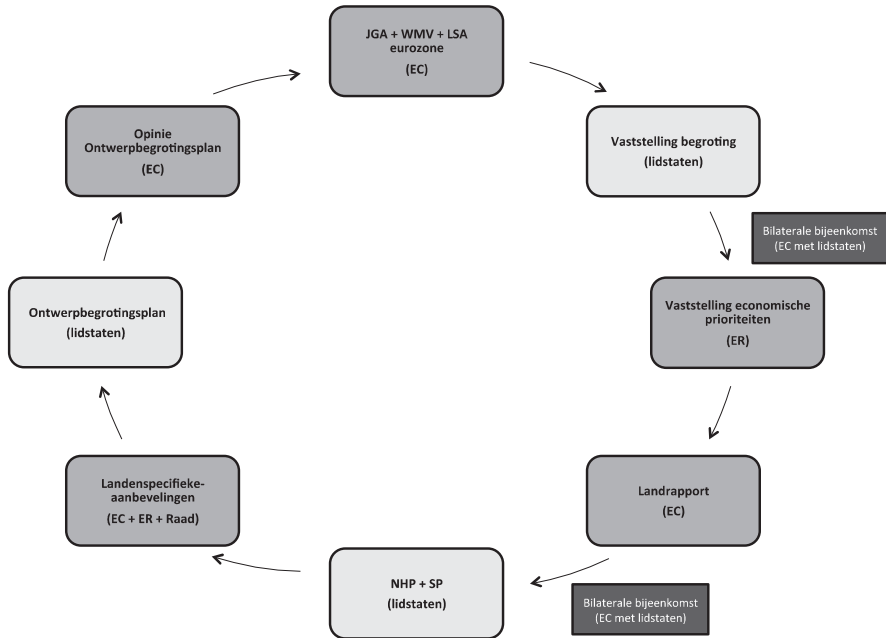 JGA + WMV + LSA
eurozone
(EC)
Vaststelling begroting
(lidstaten)
Bilaterale bijeenkomst
(EC met lidstaten)
Vaststelling economische
prioriteiten
(ER)
Landrapport
(EC)
Bilaterale bijeenkomst
(EC met lidstaten)
NHP + SP
(lidstaten)
Landenspecifieke-
aanbevelingen
(EC + ER + Raad)
Ontwerpbegrotingsplan
(lidstaten)
Opinie
Ontwerpbegrotingsplan
(EC)